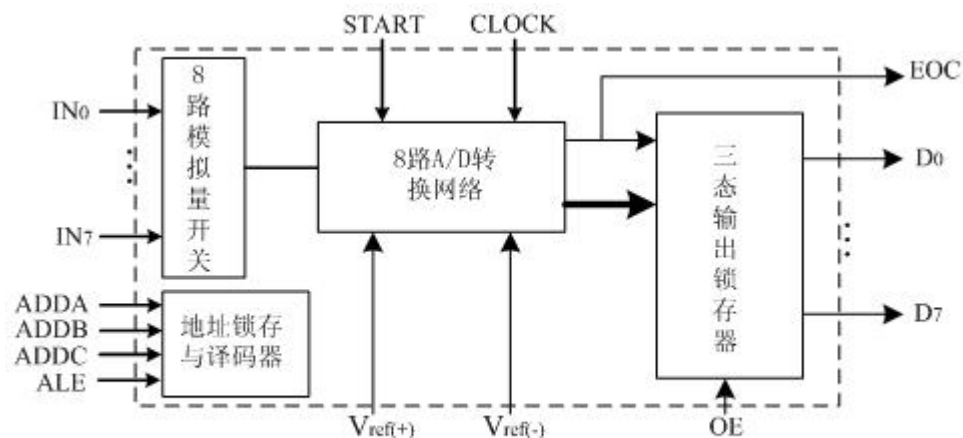 START
CLOCK
EOC
8路模拟量开关
IN0
IN7
8路A/D转
换网络
三态输出锁存器
D0
D7
ADDA
ADDB
ADDC
ALE
地址锁存
与译码器
Vref(+)
Vref(-)
OE